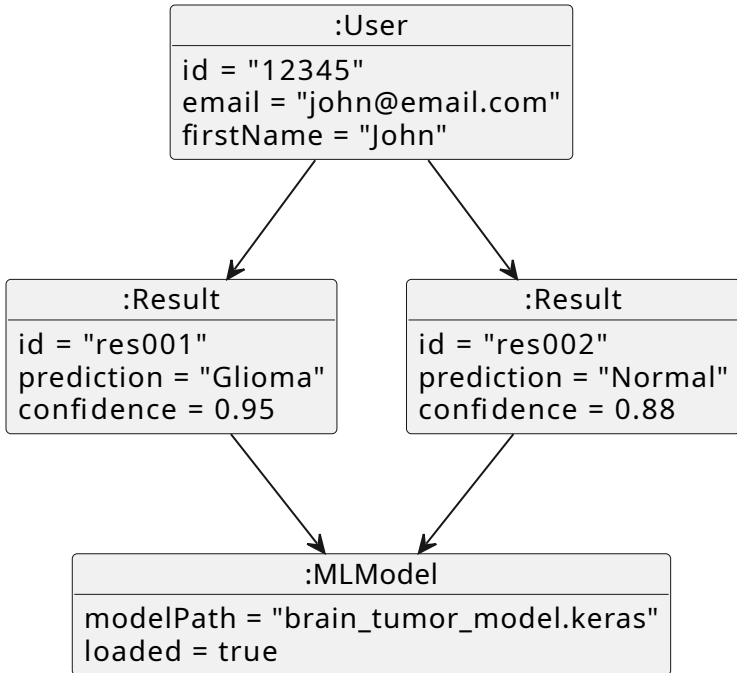 :User
id = "12345"
email = "john@email.com"
firstName = "John"
:Result
id = "res001"
prediction = "Glioma"
confidence = 0.95
:Result
id = "res002"
prediction = "Normal"
confidence = 0.88
:MLModel
modelPath = "brain_tumor_model.keras"
loaded = true